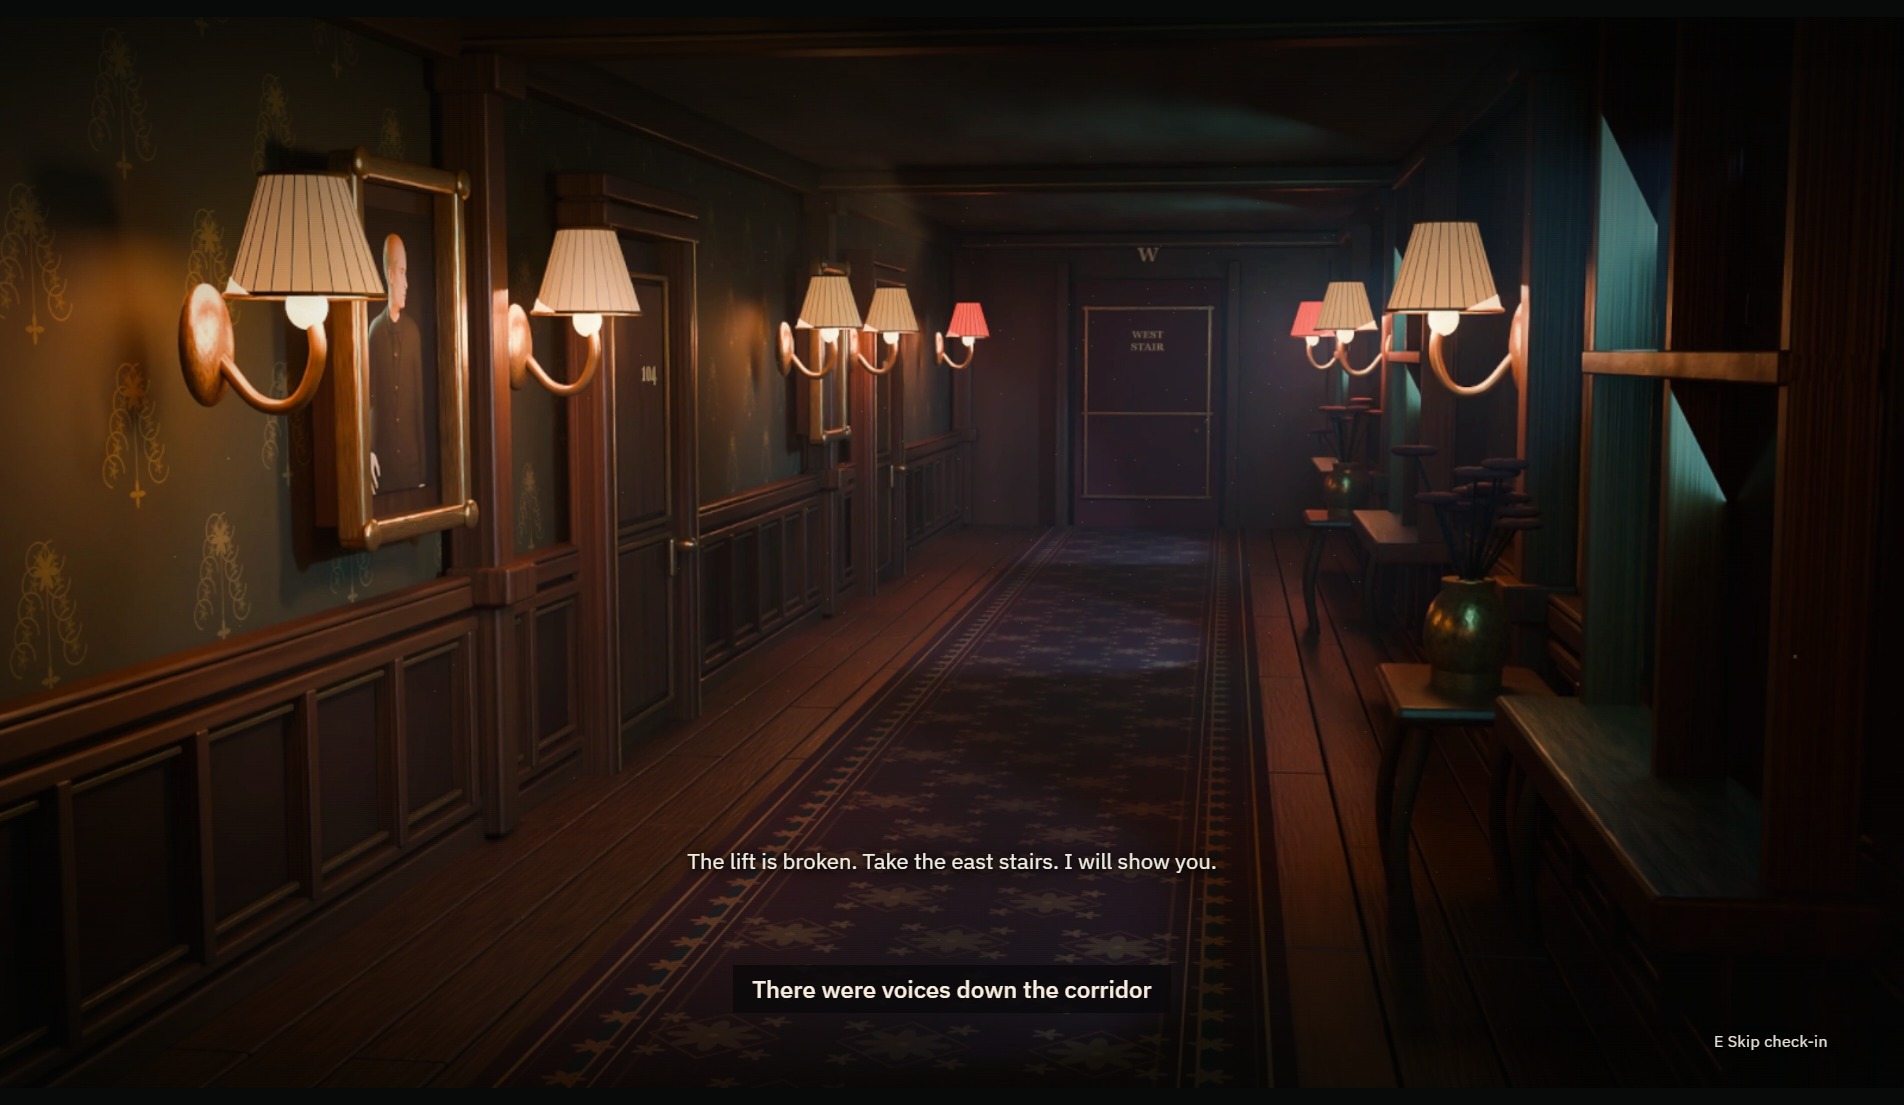 W
WEST
STAIR
104
The lift is broken. Take the east stairs. I will show you.
There were voices down the corridor
E Skip check-in